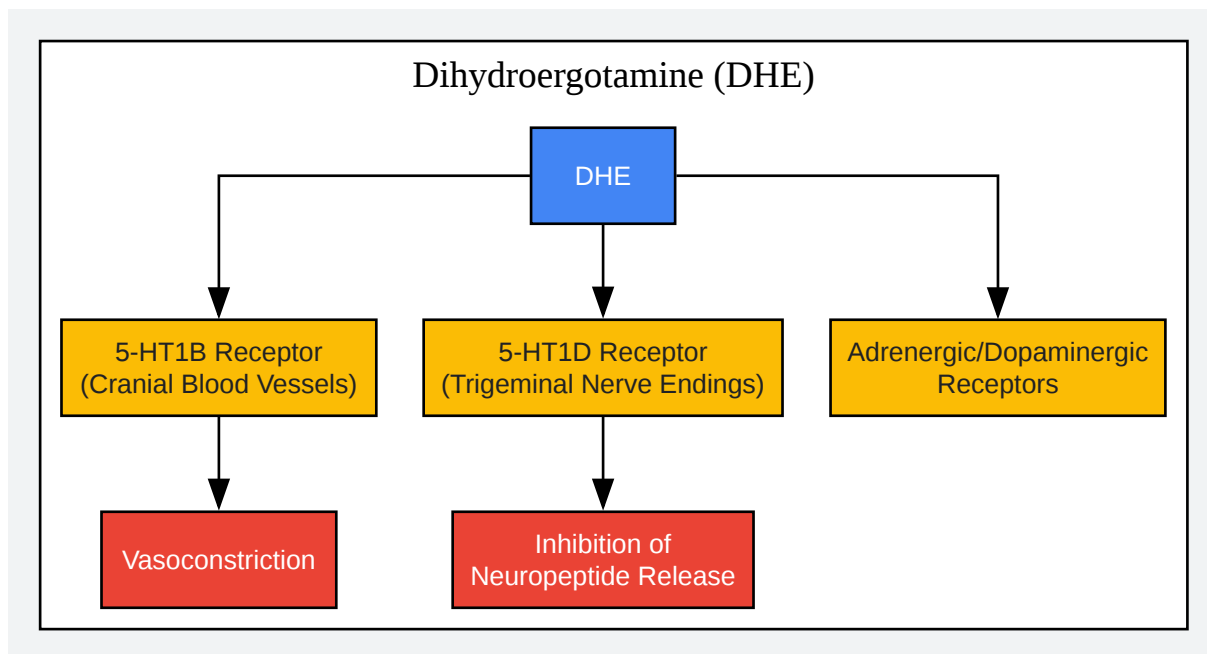 Dihydroergotamine (DHE)
DHE
5-HT1B Receptor
(Cranial Blood Vessels)
5-HT1D Receptor
(Trigeminal Nerve Endings)
Adrenergic/Dopaminergic
Receptors
Vasoconstriction
Inhibition of
Neuropeptide Release